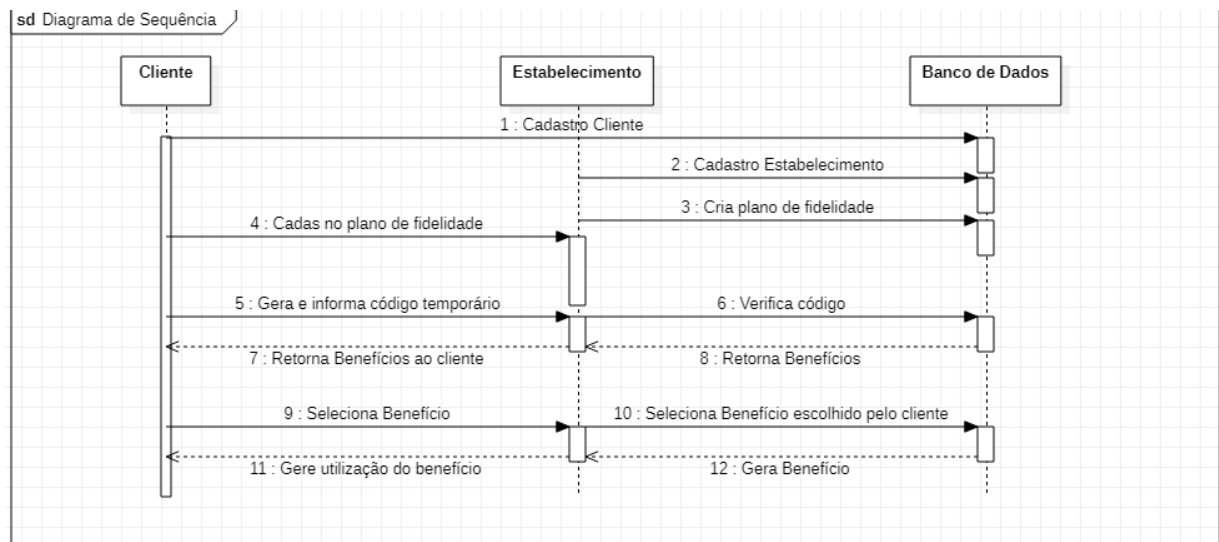 sd Diagrama de Sequência
Cliente
Estabelecimento
Banco de Dados
1 : Cadastro Cliente
2 : Cadastro Estabelecimento
3 : Cria plano de fidelidade
4 : Cadas no plano de fidelidade
5 : Gera e informa código temporário
6 : Verifica código
7 : Retorna Benefícios ao cliente
8 : Retorna Benefícios
9 : Seleciona Benefício
10 : Seleciona Benefício escolhido pelo cliente
11 : Gere utilização do benefício
12 : Gera Benefício